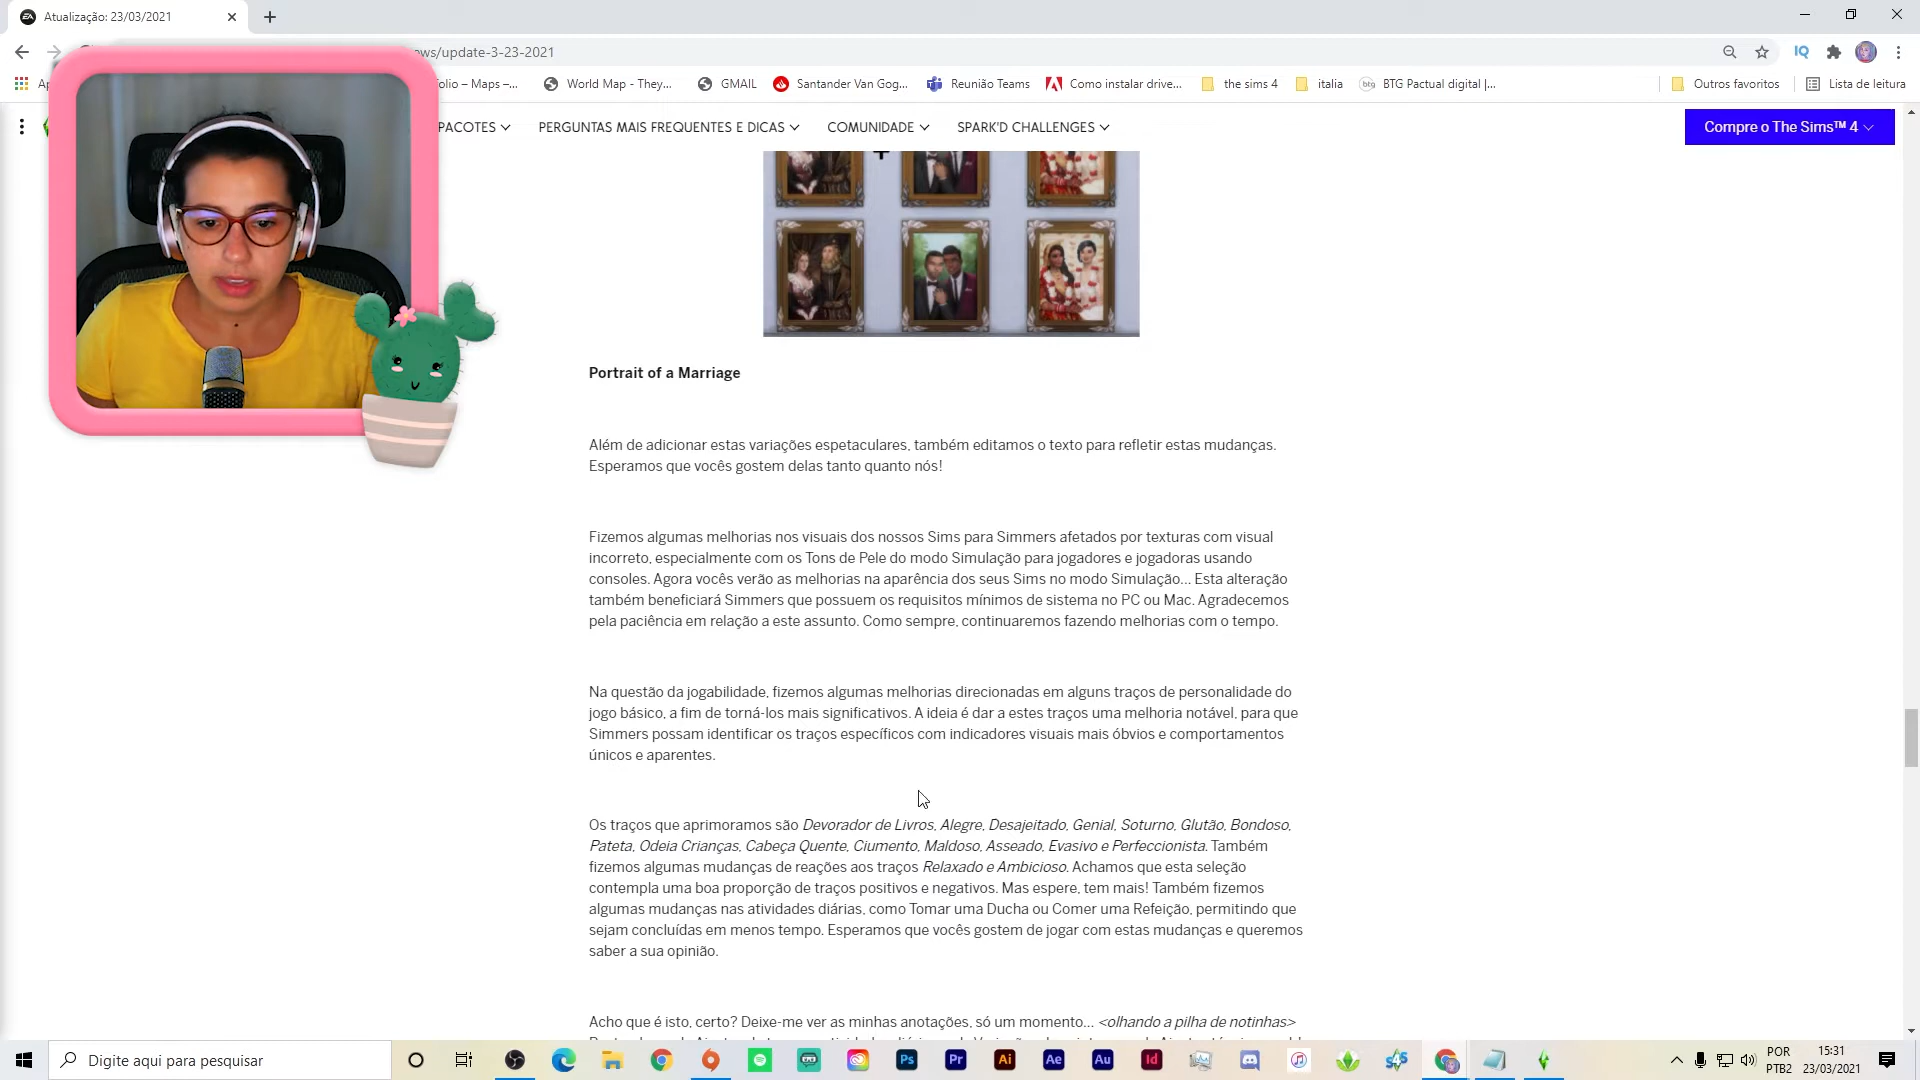 Atualização: 23/03/2021
ews/update-3-23-2021
Ap
folio – Maps –...
World Map - They...
GMAIL
Santander Van Gog...
Reunião Teams
Como instalar drive...
the sims 4
italia
btg
BTG Pactual digital |...
Outros favoritos
Lista de leitura
PACOTES
PERGUNTAS MAIS FREQUENTES E DICAS
COMUNIDADE
SPARK'D CHALLENGES
Compre o The Sims™ 4
Portrait of a Marriage
Além de adicionar estas variações espetaculares, também editamos o texto para refletir estas mudanças.
Esperamos que vocês gostem delas tanto quanto nós!
Fizemos algumas melhorias nos visuais dos nossos Sims para Simmers afetados por texturas com visual
incorreto, especialmente com os Tons de Pele do modo Simulação para jogadores e jogadoras usando
consoles. Agora vocês verão as melhorias na aparência dos seus Sims no modo Simulação... Esta alteração
também beneficiará Simmers que possuem os requisitos mínimos de sistema no PC ou Mac. Agradecemos
pela paciência em relação a este assunto. Como sempre, continuaremos fazendo melhorias com o tempo.
Na questão da jogabilidade, fizemos algumas melhorias direcionadas em alguns traços de personalidade do
jogo básico, a fim de torná-los mais significativos. A ideia é dar a estes traços uma melhoria notável, para que
Simmers possam identificar os traços específicos com indicadores visuais mais óbvios e comportamentos
únicos e aparentes.
Os traços que aprimoramos são Devorador de Livros, Alegre, Desajeitado, Genial, Soturno, Glutão, Bondoso,
Pateta, Odeia Crianças, Cabeça Quente, Ciumento, Maldoso, Asseado, Evasivo e Perfeccionista. Também
fizemos algumas mudanças de reações aos traços Relaxado e Ambicioso. Achamos que esta seleção
contempla uma boa proporção de traços positivos e negativos. Mas espere, tem mais! Também fizemos
algumas mudanças nas atividades diárias, como Tomar uma Ducha ou Comer uma Refeição, permitindo que
sejam concluídas em menos tempo. Esperamos que vocês gostem de jogar com estas mudanças e queremos
saber a sua opinião.
Acho que é isto, certo? Deixe-me ver as minhas anotações, só um momento... <olhando a pilha de notinhas>
Digite aqui para pesquisar
Ps
Pr
Ai
Ae
Au
Id
POR
PTB2
15:31
23/03/2021